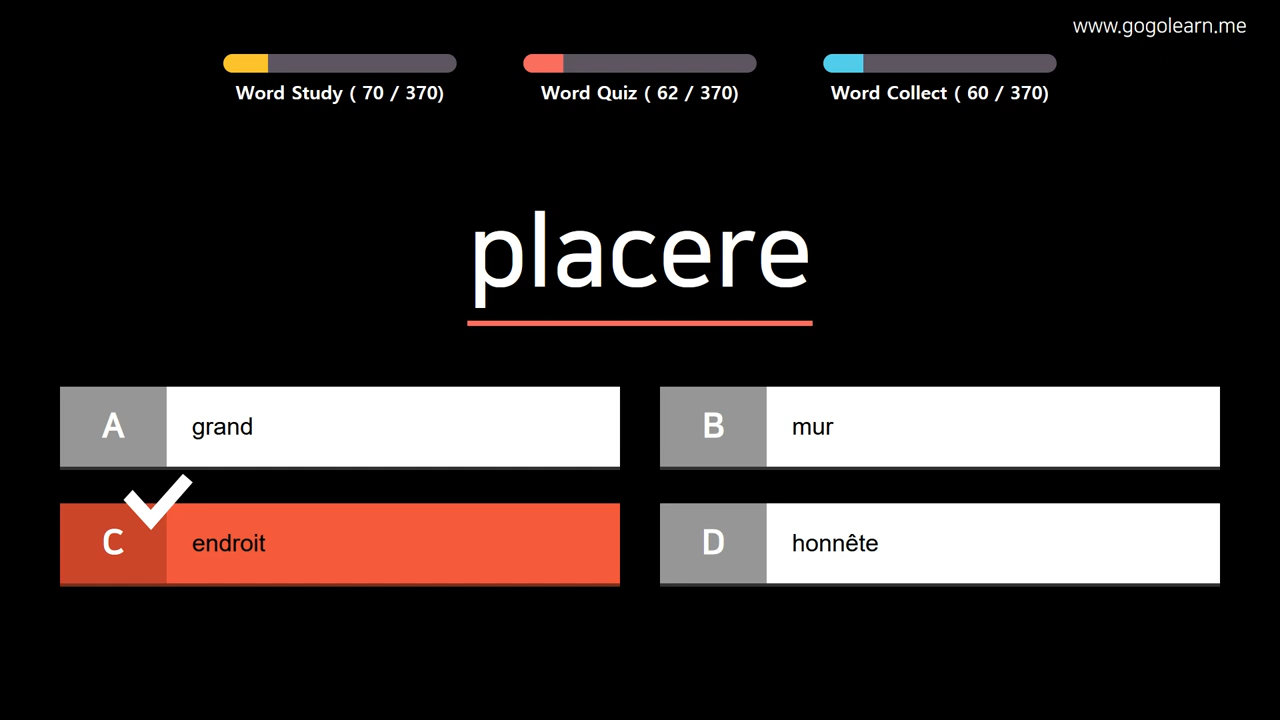 www.gogolearn.me
Word Study ( 70 / 370)
Word Quiz ( 62 / 370)
Word Collect ( 60 / 370)
placere
A grand
B mur
C endroit
D honnête